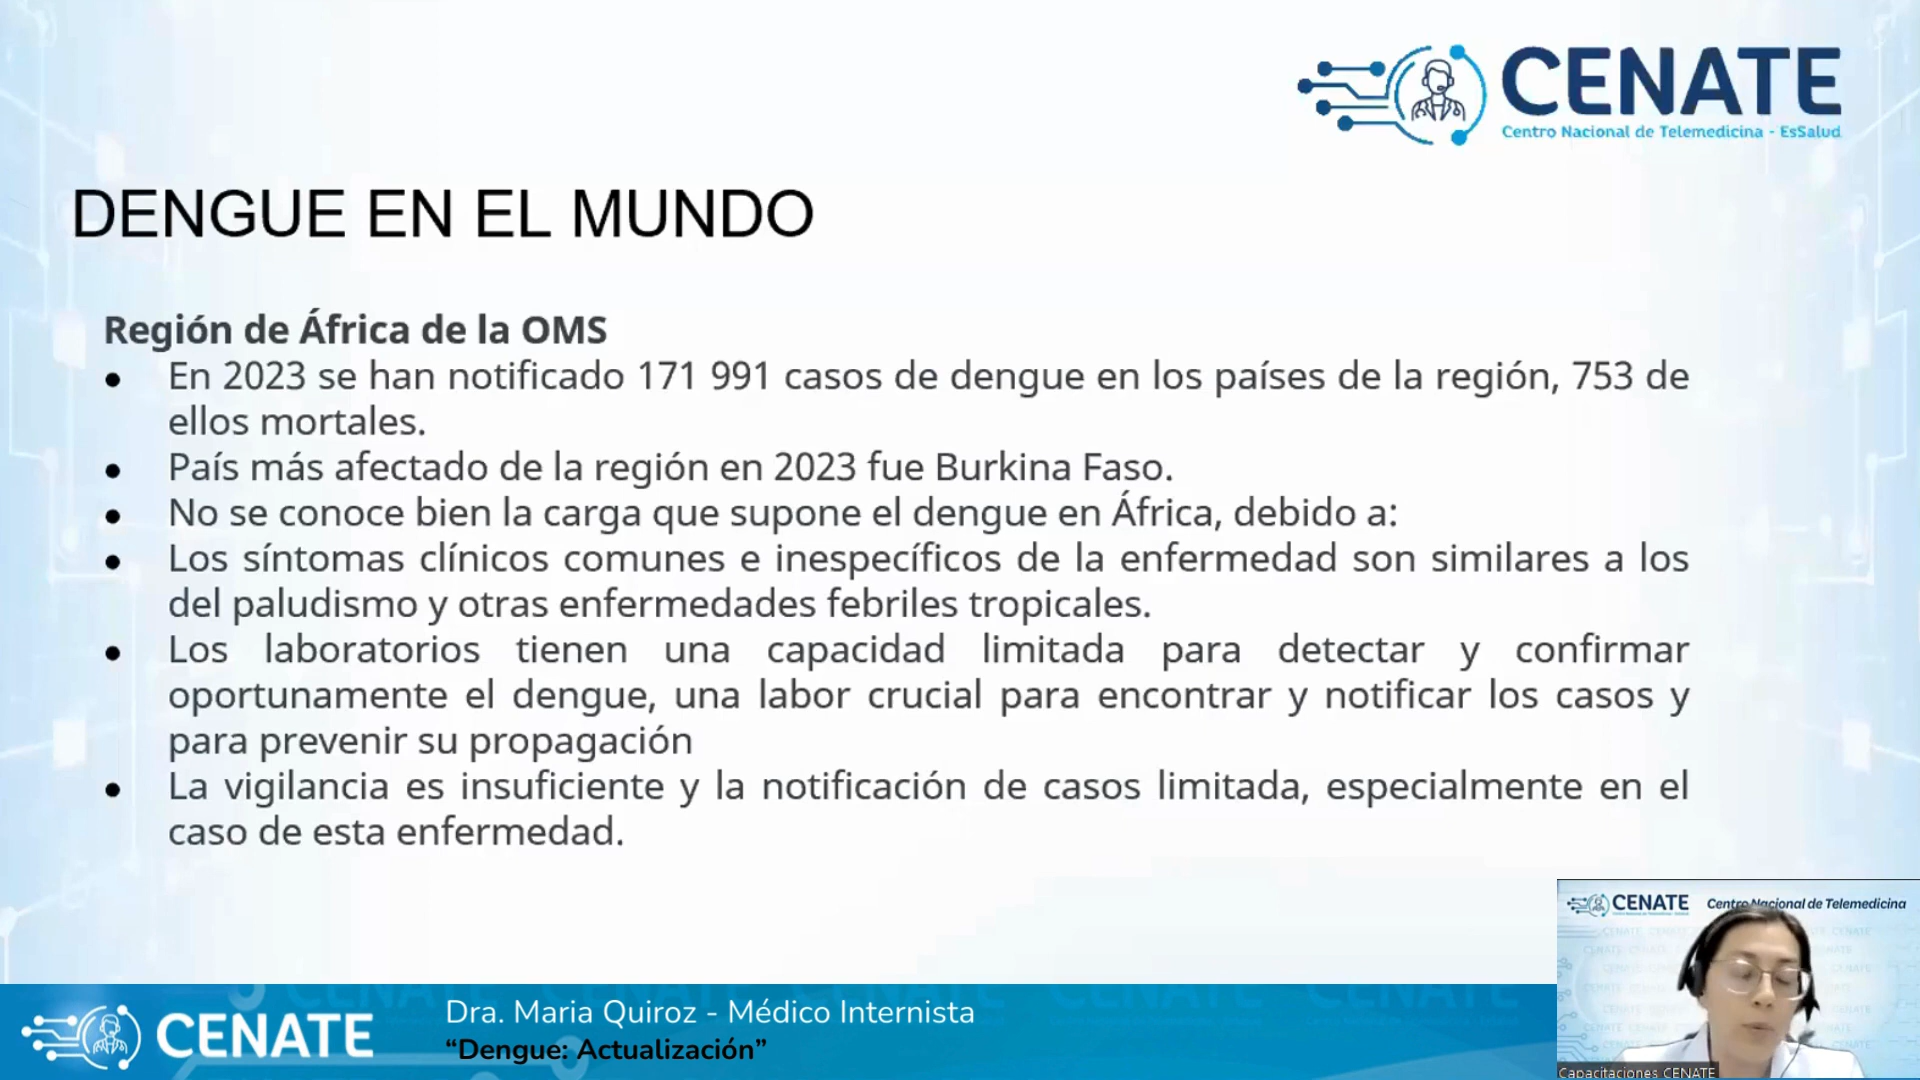 CENATE
Centro Nacional de Telemedicina - EsSalud
DENGUE EN EL MUNDO
Región de África de la OMS
● En 2023 se han notificado 171 991 casos de dengue en los países de la región, 753 de
ellos mortales.
● País más afectado de la región en 2023 fue Burkina Faso.
● No se conoce bien la carga que supone el dengue en África, debido a:
● Los síntomas clínicos comunes e inespecíficos de la enfermedad son similares a los
del paludismo y otras enfermedades febriles tropicales.
● Los laboratorios tienen una capacidad limitada para detectar y confirmar
oportunamente el dengue, una labor crucial para encontrar y notificar los casos y
para prevenir su propagación
● La vigilancia es insuficiente y la notificación de casos limitada, especialmente en el
caso de esta enfermedad.
CENATE
Centro Nacional de Telemedicina
Capacitaciones CENATE
CENATE
Dra. Maria Quiroz - Médico Internista
“Dengue: Actualización”